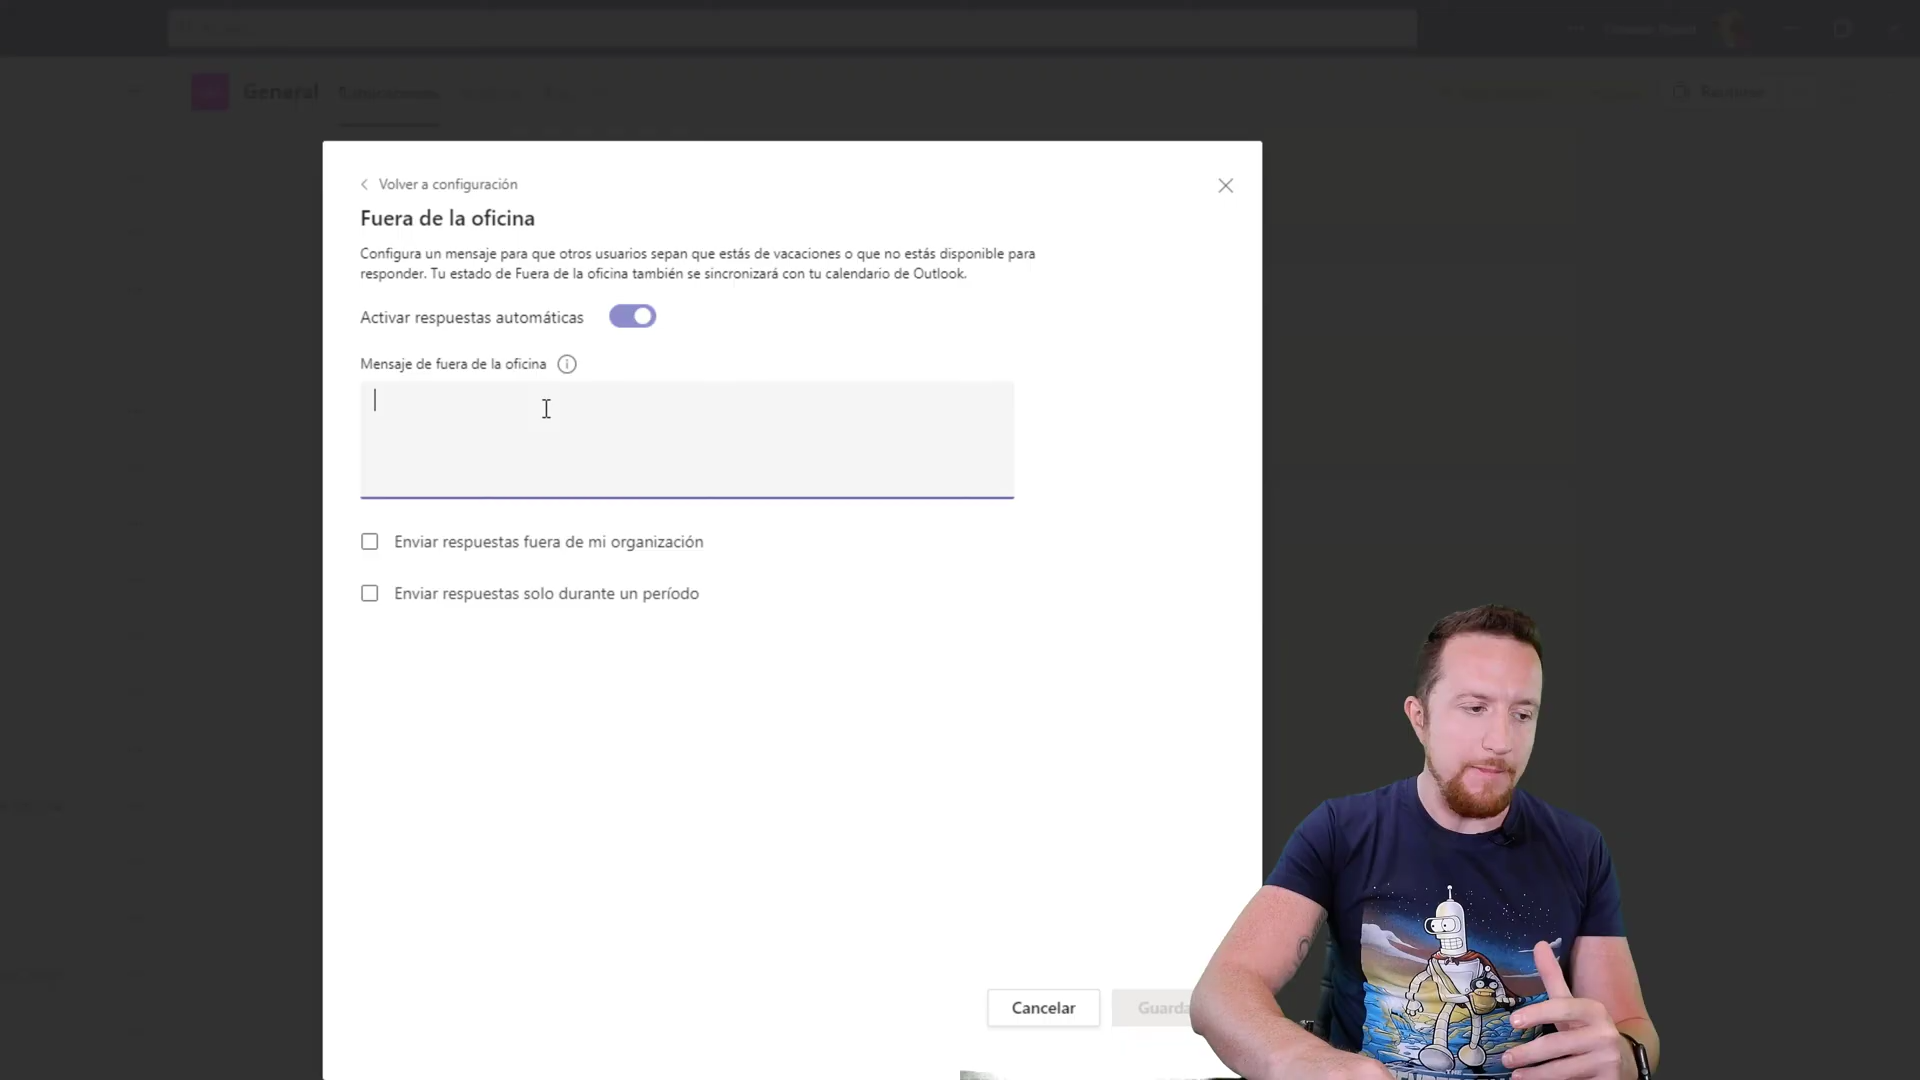 General
Volver a configuración
Fuera de la oficina
Configura un mensaje para que otros usuarios sepan que estás de vacaciones o que no estás disponible para
responder. Tu estado de Fuera de la oficina también se sincronizará con tu calendario de Outlook.
Activar respuestas automáticas
Mensaje de fuera de la oficina
Enviar respuestas fuera de mi organización
Enviar respuestas solo durante un período
Cancelar
Guarda
THE